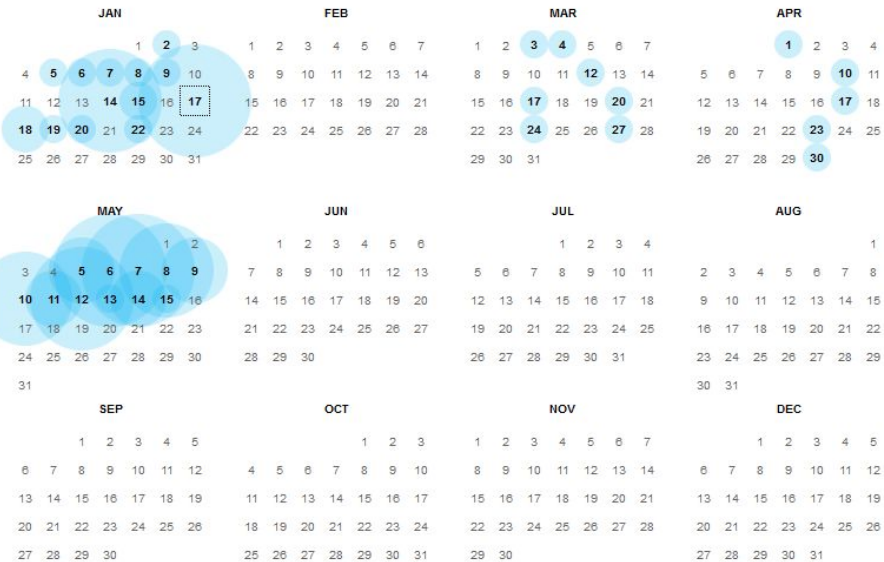 JAN FEB MAR APR
1 2 3 1 2 3 4 5 6 7 1 2 3 4 5 6 7 1 2 3 4
4 5 6 7 8 9 10 8 9 10 11 12 13 14 8 9 10 11 12 13 14 5 6 7 8 9 10 11
11 12 13 14 15 16 17 15 16 17 18 19 20 21 15 16 17 18 19 20 21 12 13 14 15 16 17 18
18 19 20 21 22 23 24 22 23 24 25 26 27 28 22 23 24 25 26 27 28 19 20 21 22 23 24 25
25 26 27 28 29 30 31 29 30 31 26 27 28 29 30
MAY JUN JUL AUG
1 2 1 2 3 4 5 6 1 2 3 4 1
3 4 5 6 7 8 9 7 8 9 10 11 12 13 5 6 7 8 9 10 11 2 3 4 5 6 7 8
10 11 12 13 14 15 16 14 15 16 17 18 19 20 12 13 14 15 16 17 18 9 10 11 12 13 14 15
17 18 19 20 21 22 23 21 22 23 24 25 26 27 19 20 21 22 23 24 25 16 17 18 19 20 21 22
24 25 26 27 28 29 30 28 29 30 26 27 28 29 30 31 23 24 25 26 27 28 29
31 30 31
SEP OCT NOV DEC
1 2 3 4 5 1 2 3 1 2 3 4 5 6 7 1 2 3 4 5
6 7 8 9 10 11 12 4 5 6 7 8 9 10 8 9 10 11 12 13 14 6 7 8 9 10 11 12
13 14 15 16 17 18 19 11 12 13 14 15 16 17 15 16 17 18 19 20 21 13 14 15 16 17 18 19
20 21 22 23 24 25 26 18 19 20 21 22 23 24 22 23 24 25 26 27 28 20 21 22 23 24 25 26
27 28 29 30 25 26 27 28 29 30 31 29 30 27 28 29 30 31